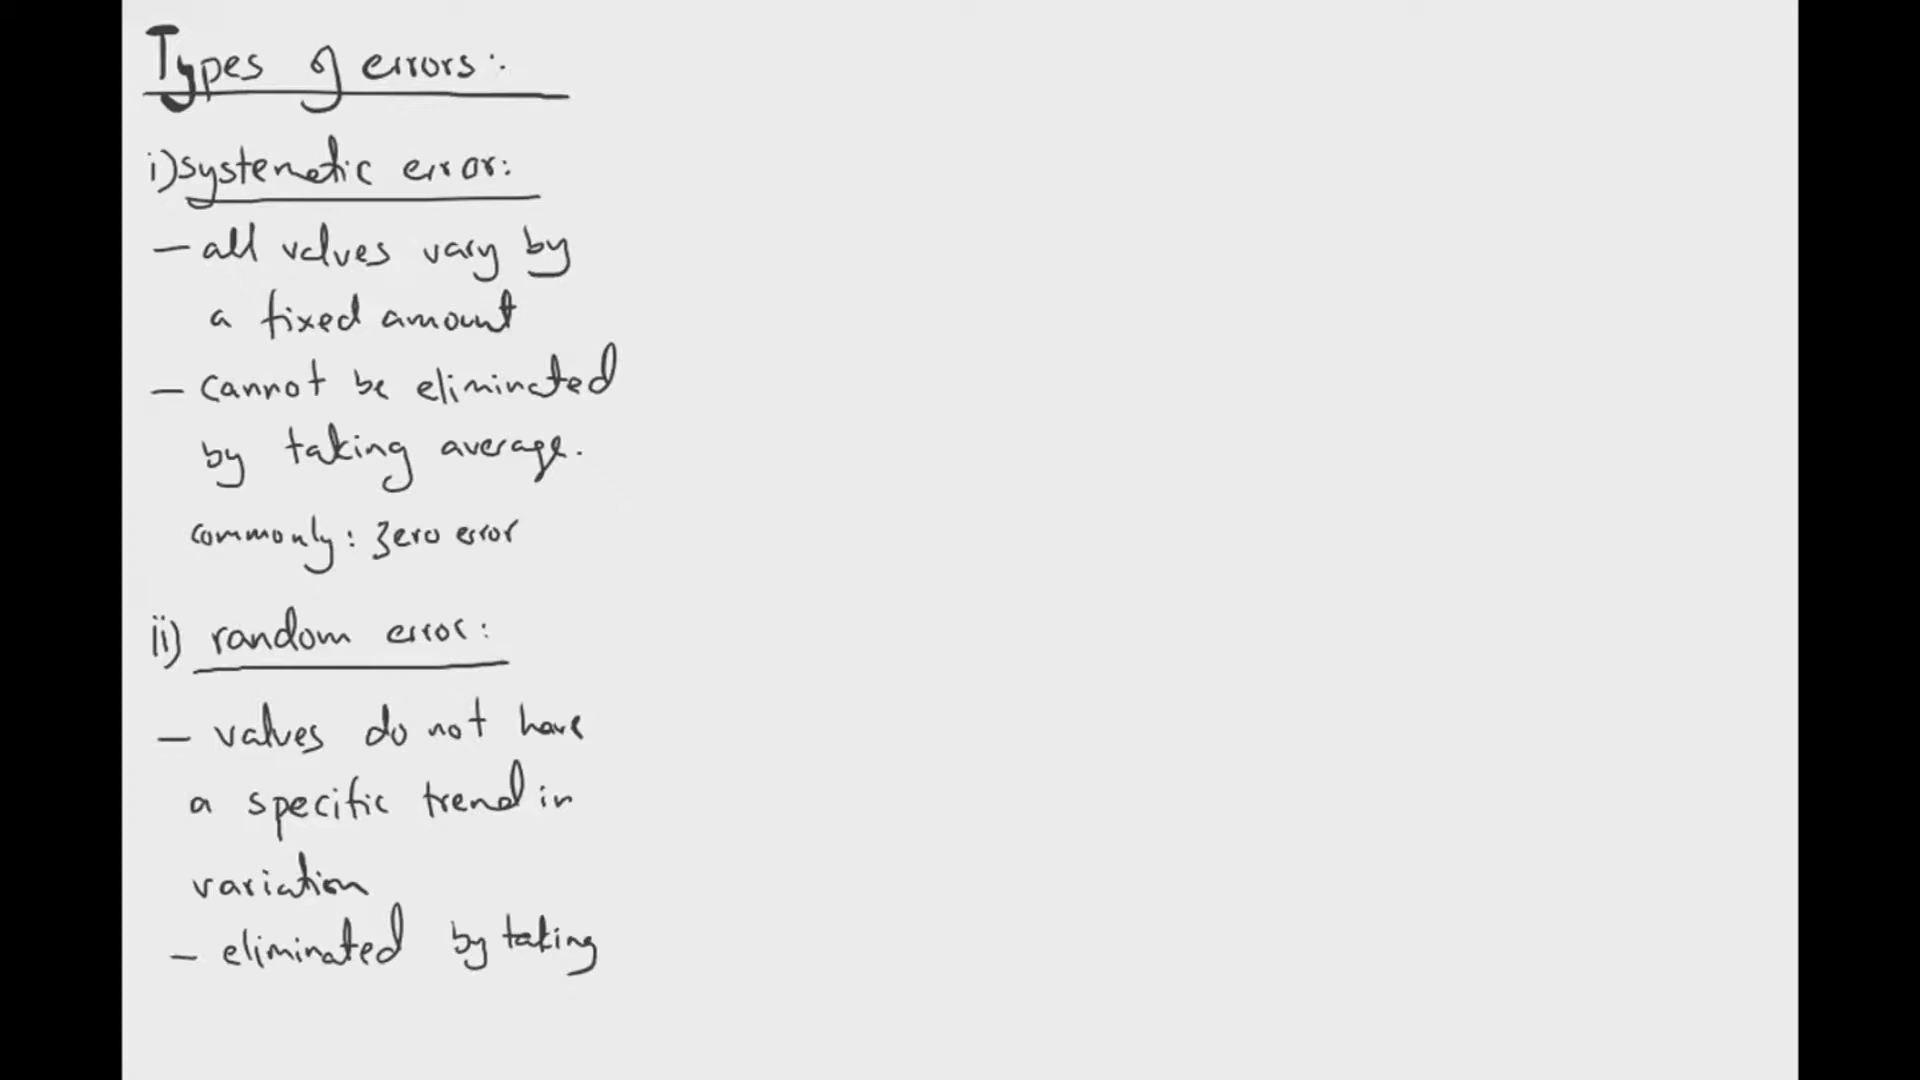 Types of errors:
i) systematic error:
– all values vary by
a fixed amount
– cannot be eliminated
by taking average.
commonly: zero error
ii) random error:
– values do not have
a specific trend in
variation
– eliminated by taking